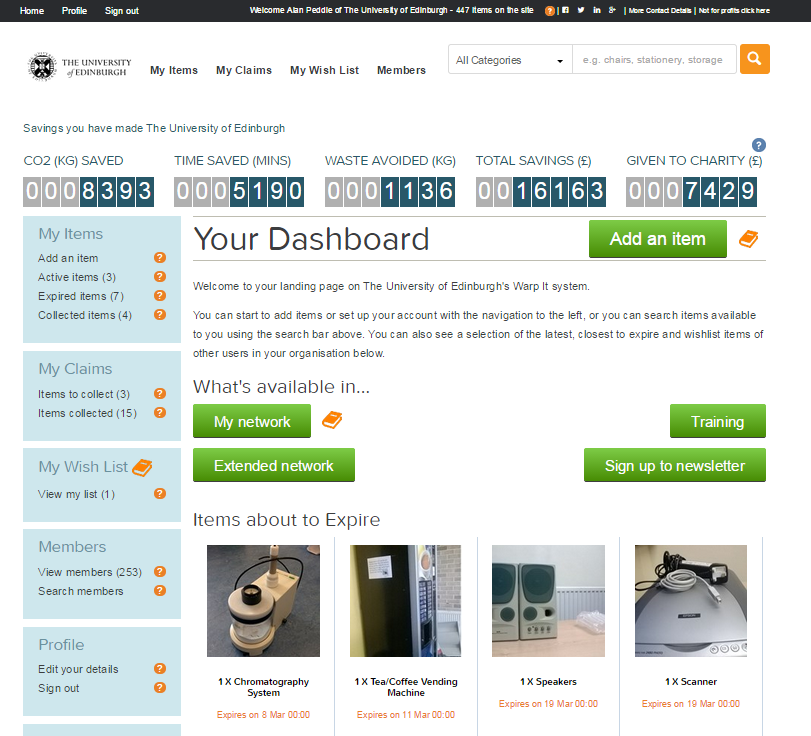 Home Profile Sign out Welcome Alan Peddie of The University of Edinburgh - 447 items on the site ? | | More Contact Details | Not for profits click here
THE UNIVERSITY
of EDINBURGH
My Items My Claims My Wish List Members
All Categories e.g. chairs, stationery, storage
Savings you have made The University of Edinburgh
?
CO2 (KG) SAVED TIME SAVED (MINS) WASTE AVOIDED (KG) TOTAL SAVINGS (£) GIVEN TO CHARITY (£)
0008393 0005190 0001136 0016163 0007429
My Items
Add an item ?
Active items (3) ?
Expired items (7) ?
Collected items (4) ?
My Claims
Items to collect (3) ?
Items collected (15) ?
My Wish List
View my list (1) ?
Members
View members (253) ?
Search members ?
Profile
Edit your details ?
Sign out ?
Your Dashboard Add an item
Welcome to your landing page on The University of Edinburgh's Warp It system.
You can start to add items or set up your account with the navigation to the left, or you can search items available
to you using the search bar above. You can also see a selection of the latest, closest to expire and wishlist items of
other users in your organisation below.
What's available in...
My network Training
Extended network Sign up to newsletter
Items about to Expire
1 X Chromatography
System
Expires on 8 Mar 00:00
1 X Tea/Coffee Vending
Machine
Expires on 11 Mar 00:00
1 X Speakers
Expires on 19 Mar 00:00
1 X Scanner
Expires on 19 Mar 00:00